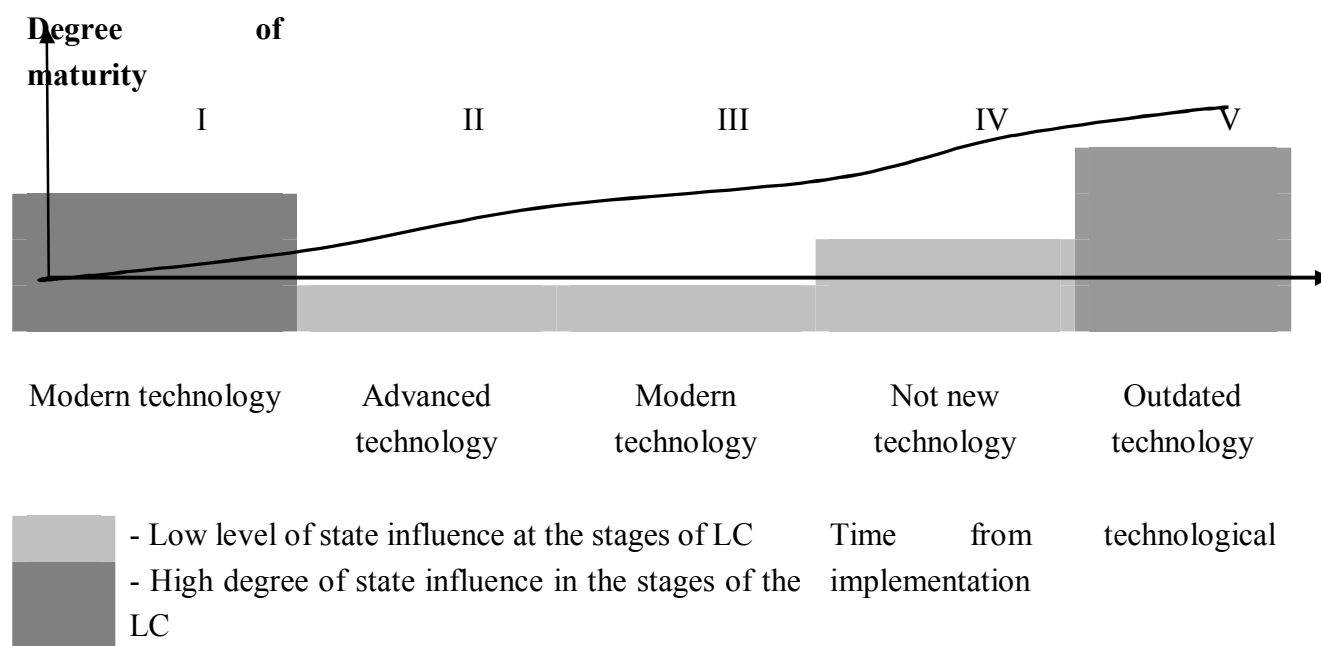 Degree of
maturity
I II III IV V
Modern technology
Advanced
technology
Modern
technology
Not new
technology
Outdated
technology
- Low level of state influence at the stages of LC
- High degree of state influence in the stages of the
LC
Time from technological
implementation